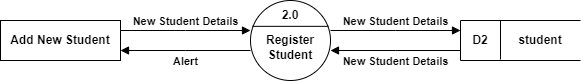 New Student Details
2.0
New Student Details
Add New Student
Register
Student
D2
student
Alert
New Student Details